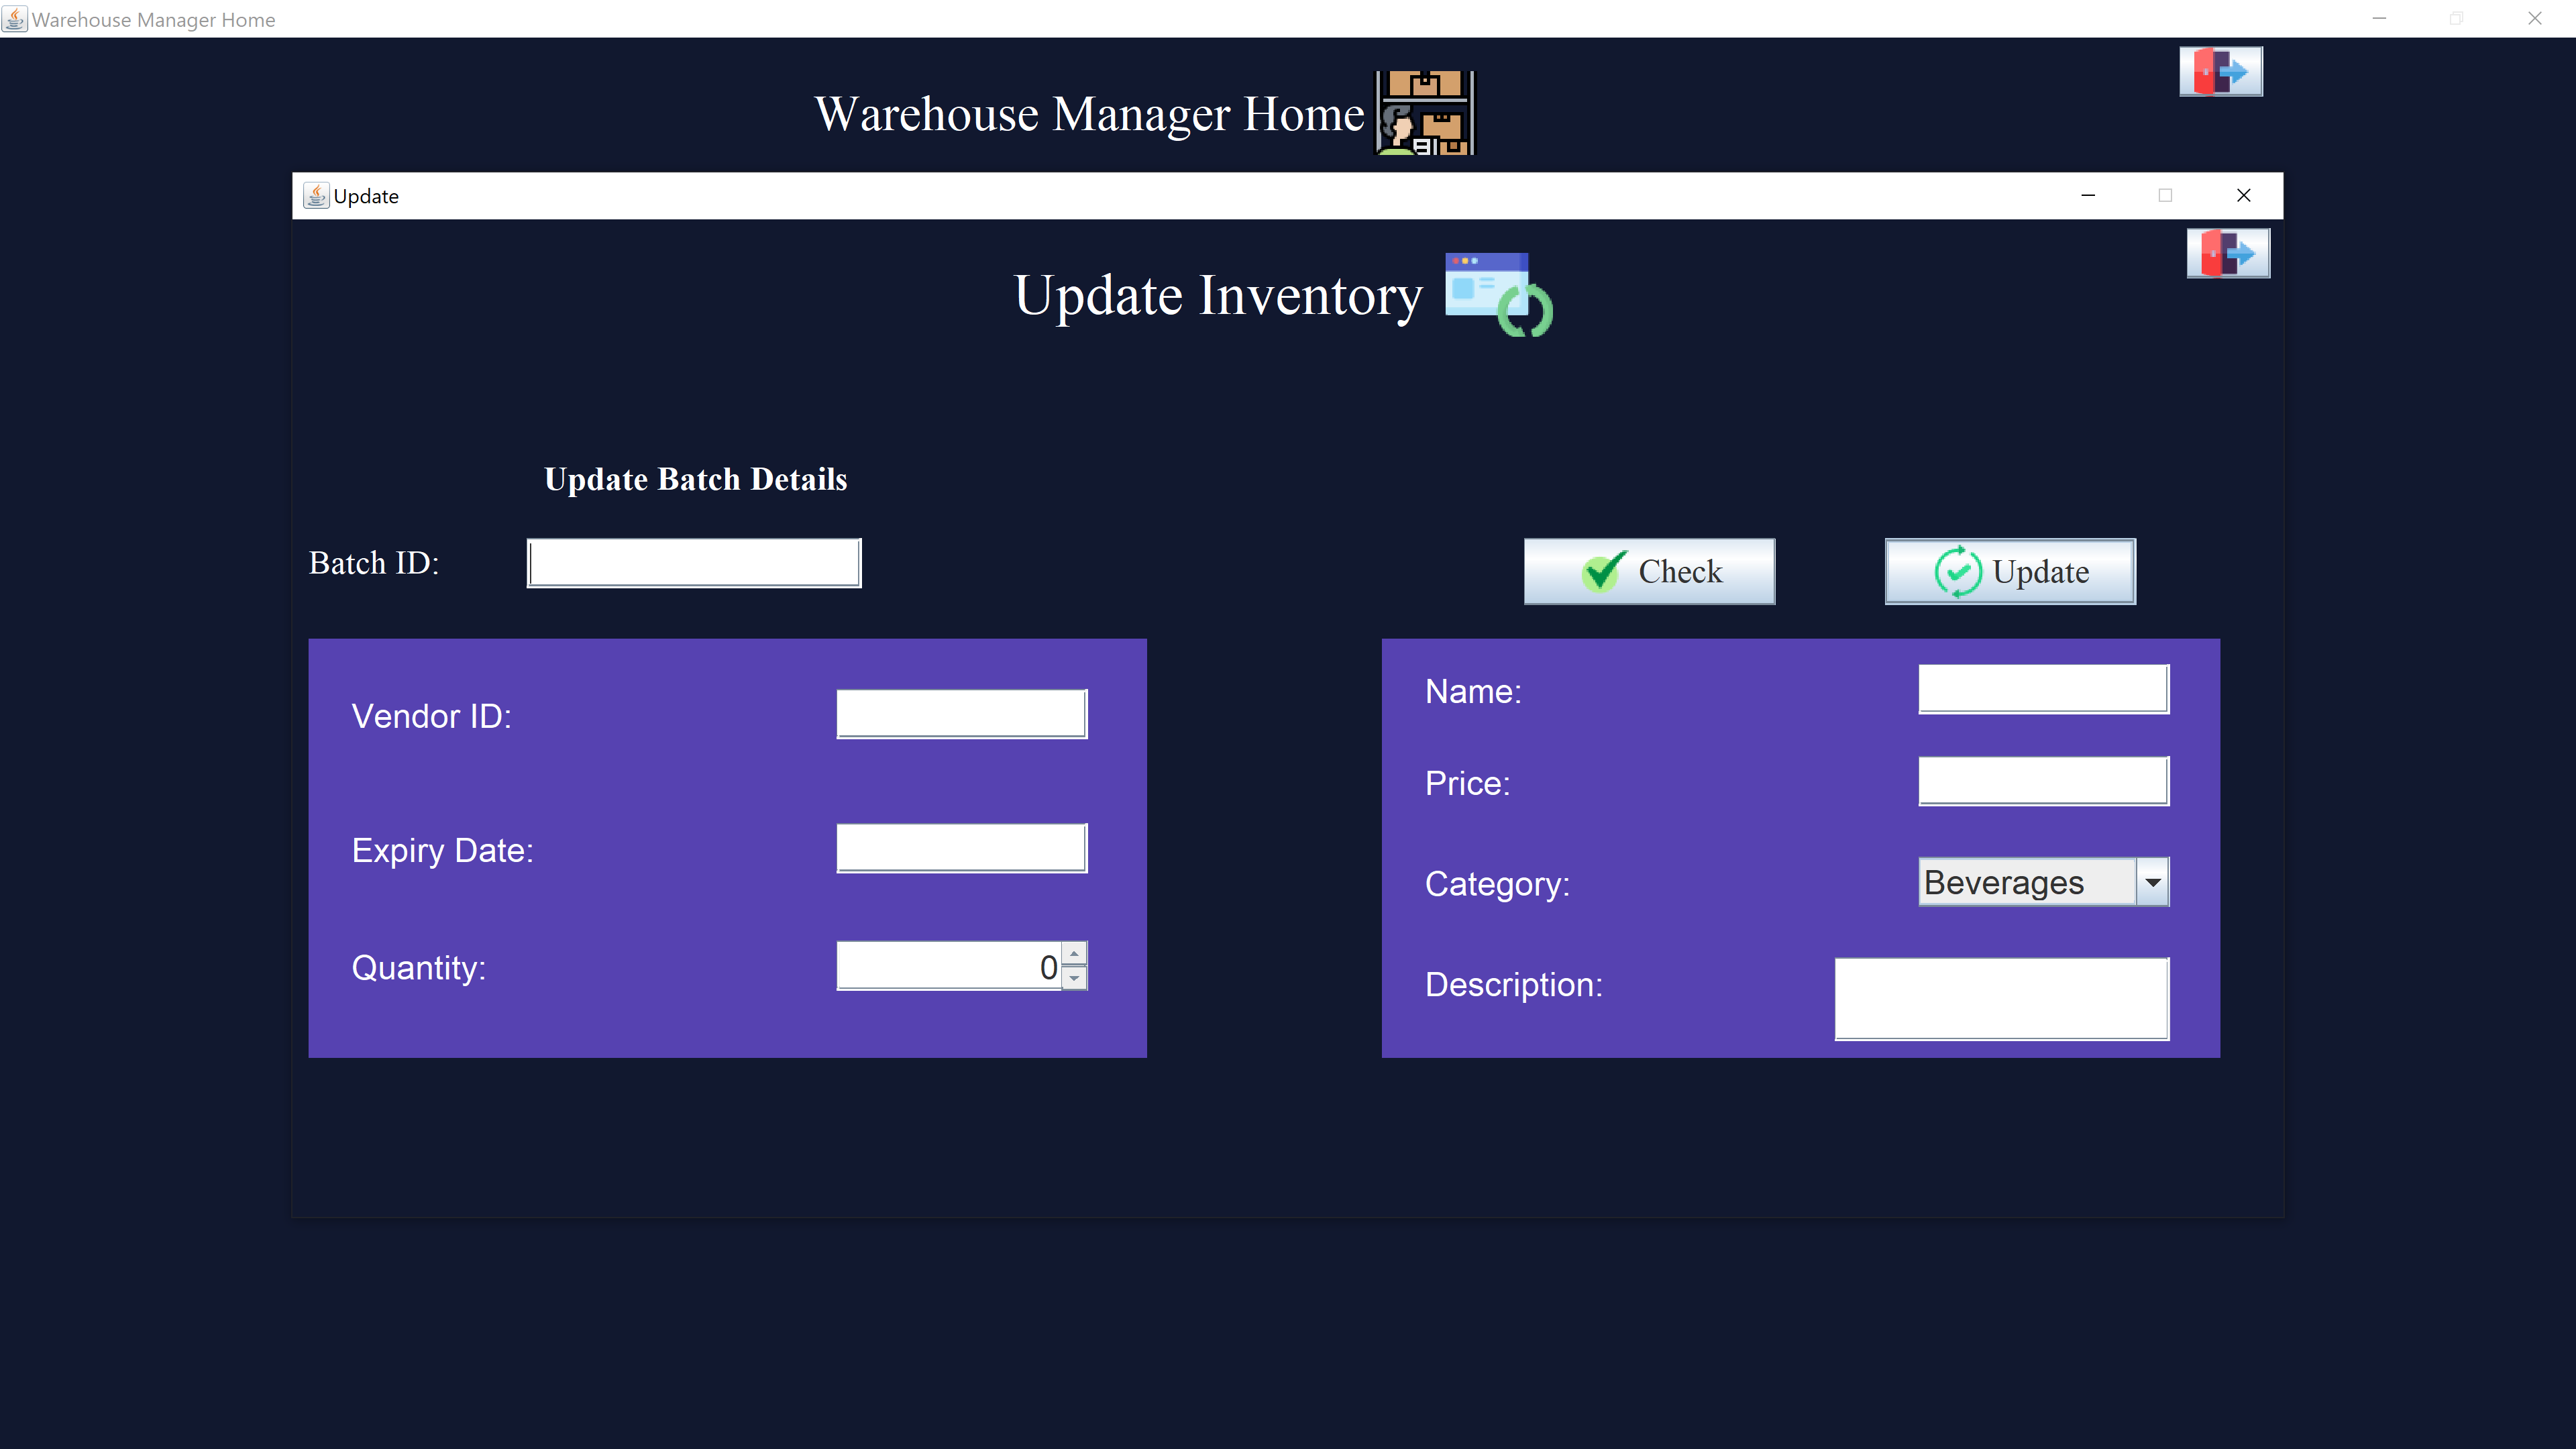 Warehouse Manager Home
Warehouse Manager Home
Update
Update Inventory
Update Batch Details
Batch ID:
Check
Update
Vendor ID:
Expiry Date:
Quantity:
0
Name:
Price:
Category:
Beverages
Description: